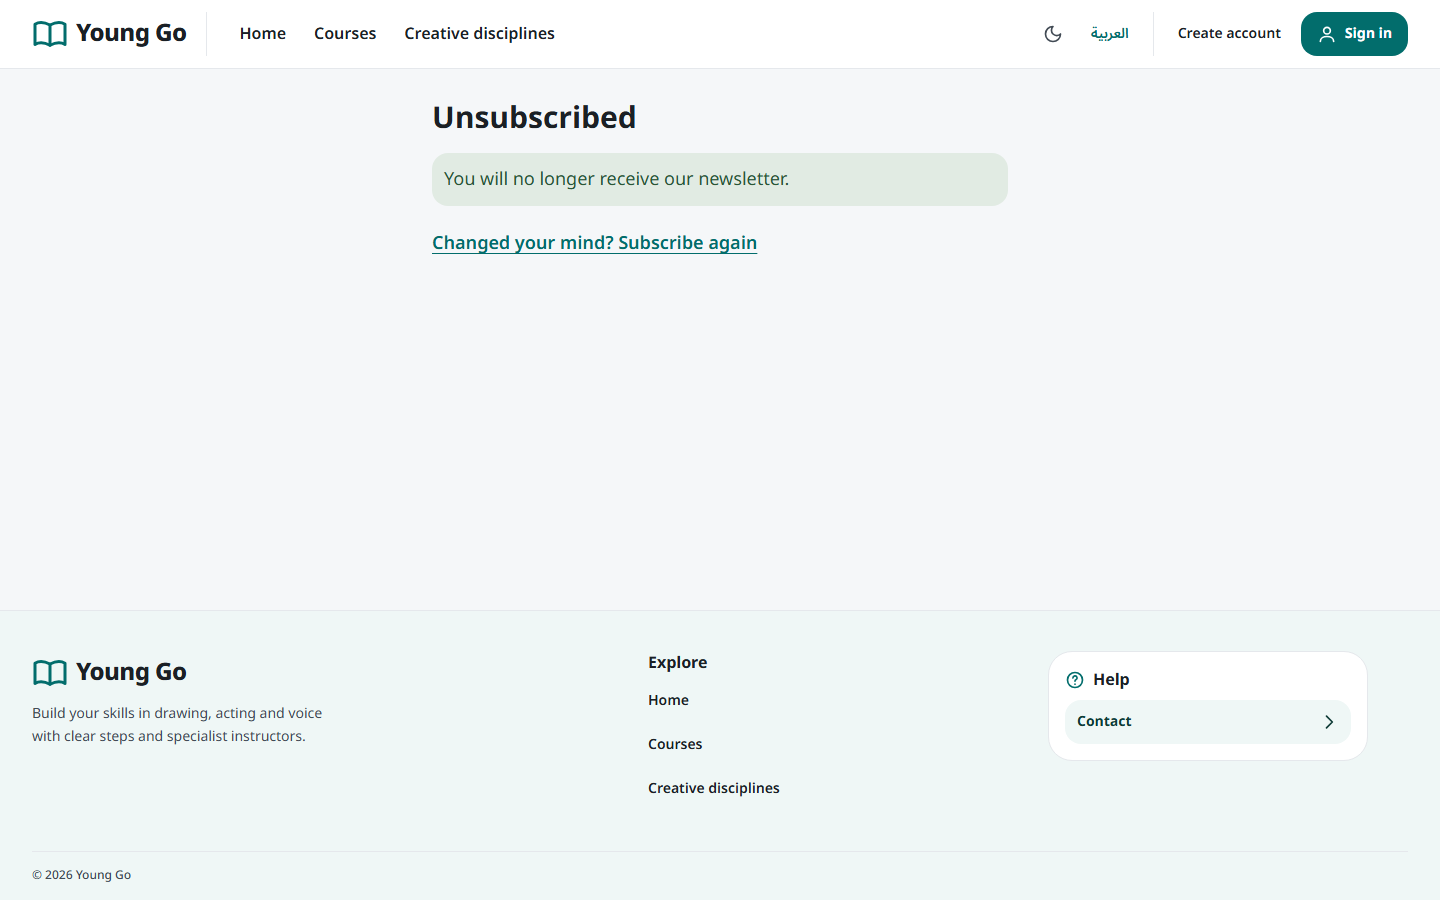 Young Go
Home
Courses
Creative disciplines
العربية
Create account
Sign in
Unsubscribed
You will no longer receive our newsletter.
Changed your mind? Subscribe again
Young Go
Build your skills in drawing, acting and voice
with clear steps and specialist instructors.
Explore
Home
Courses
Creative disciplines
Help
Contact
© 2026 Young Go